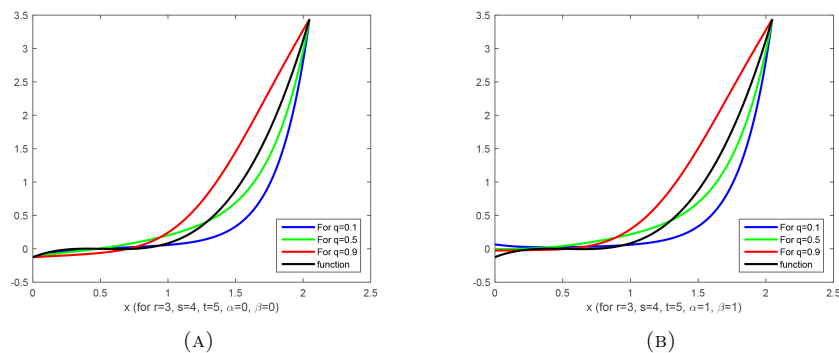 3.5
3
2.5
2
1.5
1
0.5
0
-0.5
0
0.5
1
1.5
2
2.5
For q=0.1
For q=0.5
For q=0.9
function
x (for r=3, s=4, t=5, α=0, β=0)
(A)
3.5
3
2.5
2
1.5
1
0.5
0
-0.5
0
0.5
1
1.5
2
2.5
For q=0.1
For q=0.5
For q=0.9
function
x (for r=3, s=4, t=5, α=1, β=1)
(B)